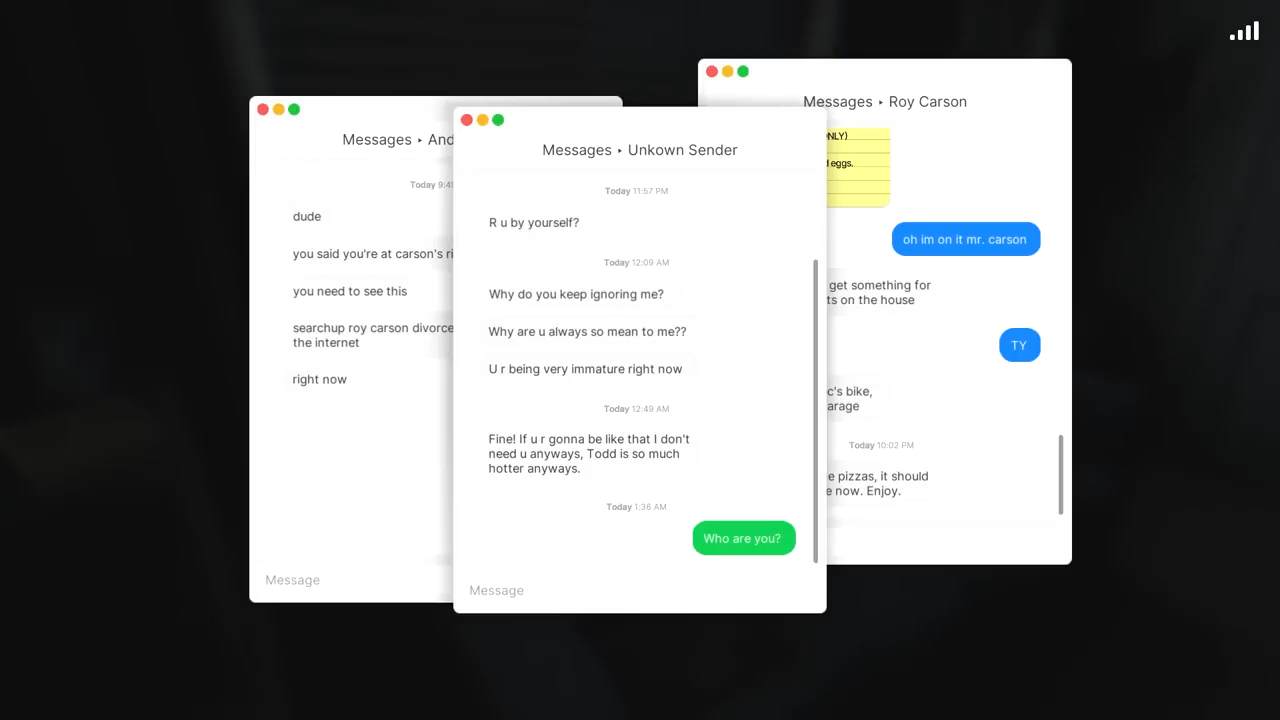 Messages ▸ And
Today 9:4
dude
you said you're at carson's ri
you need to see this
searchup roy carson divorce
the internet
right now
Message
Messages ▸ Unkown Sender
Today 11:57 PM
R u by yourself?
Today 12:09 AM
Why do you keep ignoring me?
Why are u always so mean to me??
U r being very immature right now
Today 12:49 AM
Fine! If u r gonna be like that I don't
need u anyways, Todd is so much
hotter anyways.
Today 1:36 AM
Who are you?
Message
Messages ▸ Roy Carson
NLY)
eggs.
oh im on it mr. carson
get something for
ts on the house
TY
c's bike,
arage
Today 10:02 PM
e pizzas, it should
e now. Enjoy.